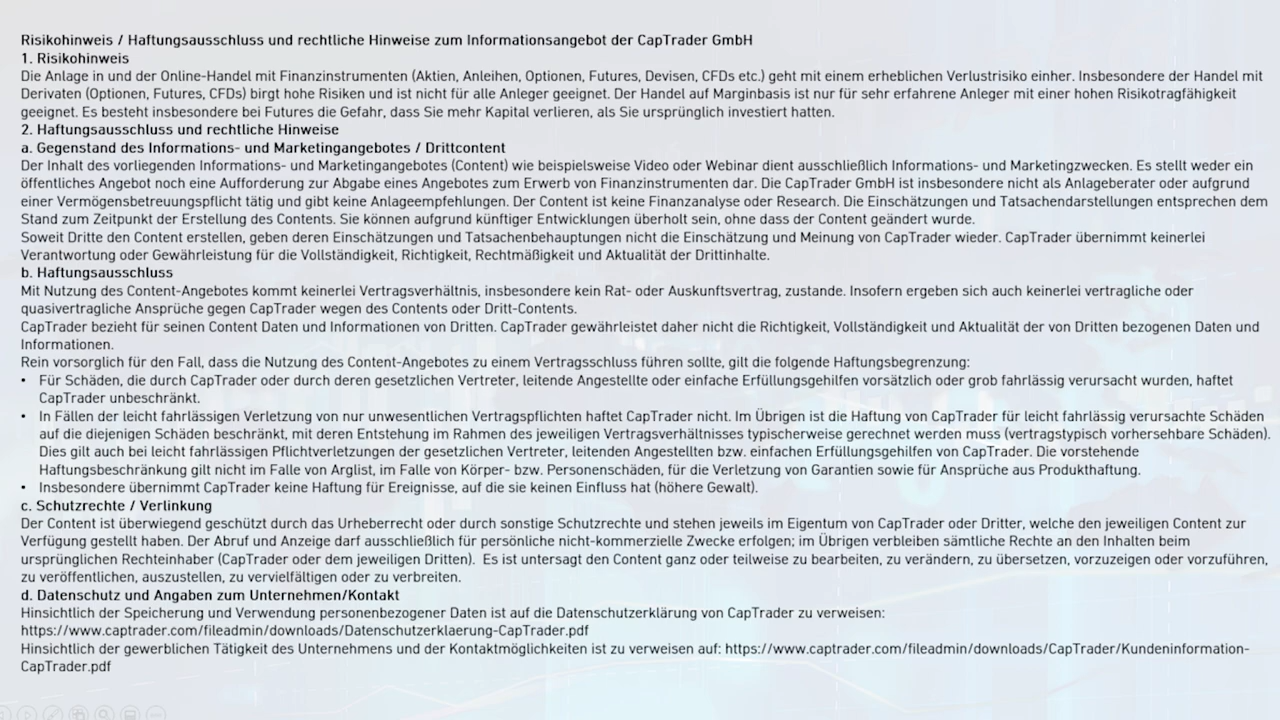 Risikohinweis / Haftungsausschluss und rechtliche Hinweise zum Informationsangebot der CapTrader GmbH
1. Risikohinweis
Die Anlage in und der Online-Handel mit Finanzinstrumenten (Aktien, Anleihen, Optionen, Futures, Devisen, CFDs etc.) geht mit einem erheblichen Verlustrisiko einher. Insbesondere der Handel mit
Derivaten (Optionen, Futures, CFDs) birgt hohe Risiken und ist nicht für alle Anleger geeignet. Der Handel auf Marginbasis ist nur für sehr erfahrene Anleger mit einer hohen Risikotragfähigkeit
geeignet. Es besteht insbesondere bei Futures die Gefahr, dass Sie mehr Kapital verlieren, als Sie ursprünglich investiert hatten.
2. Haftungsausschluss und rechtliche Hinweise
a. Gegenstand des Informations- und Marketingangebotes / Drittcontent
Der Inhalt des vorliegenden Informations- und Marketingangebotes (Content) wie beispielsweise Video oder Webinar dient ausschließlich Informations- und Marketingzwecken. Es stellt weder ein
öffentliches Angebot noch eine Aufforderung zur Abgabe eines Angebotes zum Erwerb von Finanzinstrumenten dar. Die CapTrader GmbH ist insbesondere nicht als Anlageberater oder aufgrund
einer Vermögensbetreuungspflicht tätig und gibt keine Anlageempfehlungen. Der Content ist keine Finanzanalyse oder Research. Die Einschätzungen und Tatsachendarstellungen entsprechen dem
Stand zum Zeitpunkt der Erstellung des Contents. Sie können aufgrund künftiger Entwicklungen überholt sein, ohne dass der Content geändert wurde.
Soweit Dritte den Content erstellen, geben deren Einschätzungen und Tatsachenbehauptungen nicht die Einschätzung und Meinung von CapTrader wieder. CapTrader übernimmt keinerlei
Verantwortung oder Gewährleistung für die Vollständigkeit, Richtigkeit, Rechtmäßigkeit und Aktualität der Drittinhalte.
b. Haftungsausschluss
Mit Nutzung des Content-Angebotes kommt keinerlei Vertragsverhältnis, insbesondere kein Rat- oder Auskunftsvertrag, zustande. Insofern ergeben sich auch keinerlei vertragliche oder
quasivertragliche Ansprüche gegen CapTrader wegen des Contents oder Dritt-Contents.
CapTrader bezieht für seinen Content Daten und Informationen von Dritten. CapTrader gewährleistet daher nicht die Richtigkeit, Vollständigkeit und Aktualität der von Dritten bezogenen Daten und
Informationen.
Rein vorsorglich für den Fall, dass die Nutzung des Content-Angebotes zu einem Vertragsschluss führen sollte, gilt die folgende Haftungsbegrenzung:
• Für Schäden, die durch CapTrader oder durch deren gesetzlichen Vertreter, leitende Angestellte oder einfache Erfüllungsgehilfen vorsätzlich oder grob fahrlässig verursacht wurden, haftet
CapTrader unbeschränkt.
• In Fällen der leicht fahrlässigen Verletzung von nur unwesentlichen Vertragspflichten haftet CapTrader nicht. Im Übrigen ist die Haftung von CapTrader für leicht fahrlässig verursachte Schäden
auf die diejenigen Schäden beschränkt, mit deren Entstehung im Rahmen des jeweiligen Vertragsverhältnisses typischerweise gerechnet werden muss (vertragstypisch vorhersehbare Schäden).
Dies gilt auch bei leicht fahrlässigen Pflichtverletzungen der gesetzlichen Vertreter, leitenden Angestellten bzw. einfachen Erfüllungsgehilfen von CapTrader. Die vorstehende
Haftungsbeschränkung gilt nicht im Falle von Arglist, im Falle von Körper- bzw. Personenschäden, für die Verletzung von Garantien sowie für Ansprüche aus Produkthaftung.
• Insbesondere übernimmt CapTrader keine Haftung für Ereignisse, auf die sie keinen Einfluss hat (höhere Gewalt).
c. Schutzrechte / Verlinkung
Der Content ist überwiegend geschützt durch das Urheberrecht oder durch sonstige Schutzrechte und stehen jeweils im Eigentum von CapTrader oder Dritter, welche den jeweiligen Content zur
Verfügung gestellt haben. Der Abruf und Anzeige darf ausschließlich für persönliche nicht-kommerzielle Zwecke erfolgen; im Übrigen verbleiben sämtliche Rechte an den Inhalten beim
ursprünglichen Rechteinhaber (CapTrader oder dem jeweiligen Dritten).  Es ist untersagt den Content ganz oder teilweise zu bearbeiten, zu verändern, zu übersetzen, vorzuzeigen oder vorzuführen,
zu veröffentlichen, auszustellen, zu vervielfältigen oder zu verbreiten.
d. Datenschutz und Angaben zum Unternehmen/Kontakt
Hinsichtlich der Speicherung und Verwendung personenbezogener Daten ist auf die Datenschutzerklärung von CapTrader zu verweisen:
https://www.captrader.com/fileadmin/downloads/Datenschutzerklaerung-CapTrader.pdf
Hinsichtlich der gewerblichen Tätigkeit des Unternehmens und der Kontaktmöglichkeiten ist zu verweisen auf: https://www.captrader.com/fileadmin/downloads/CapTrader/Kundeninformation-
CapTrader.pdf